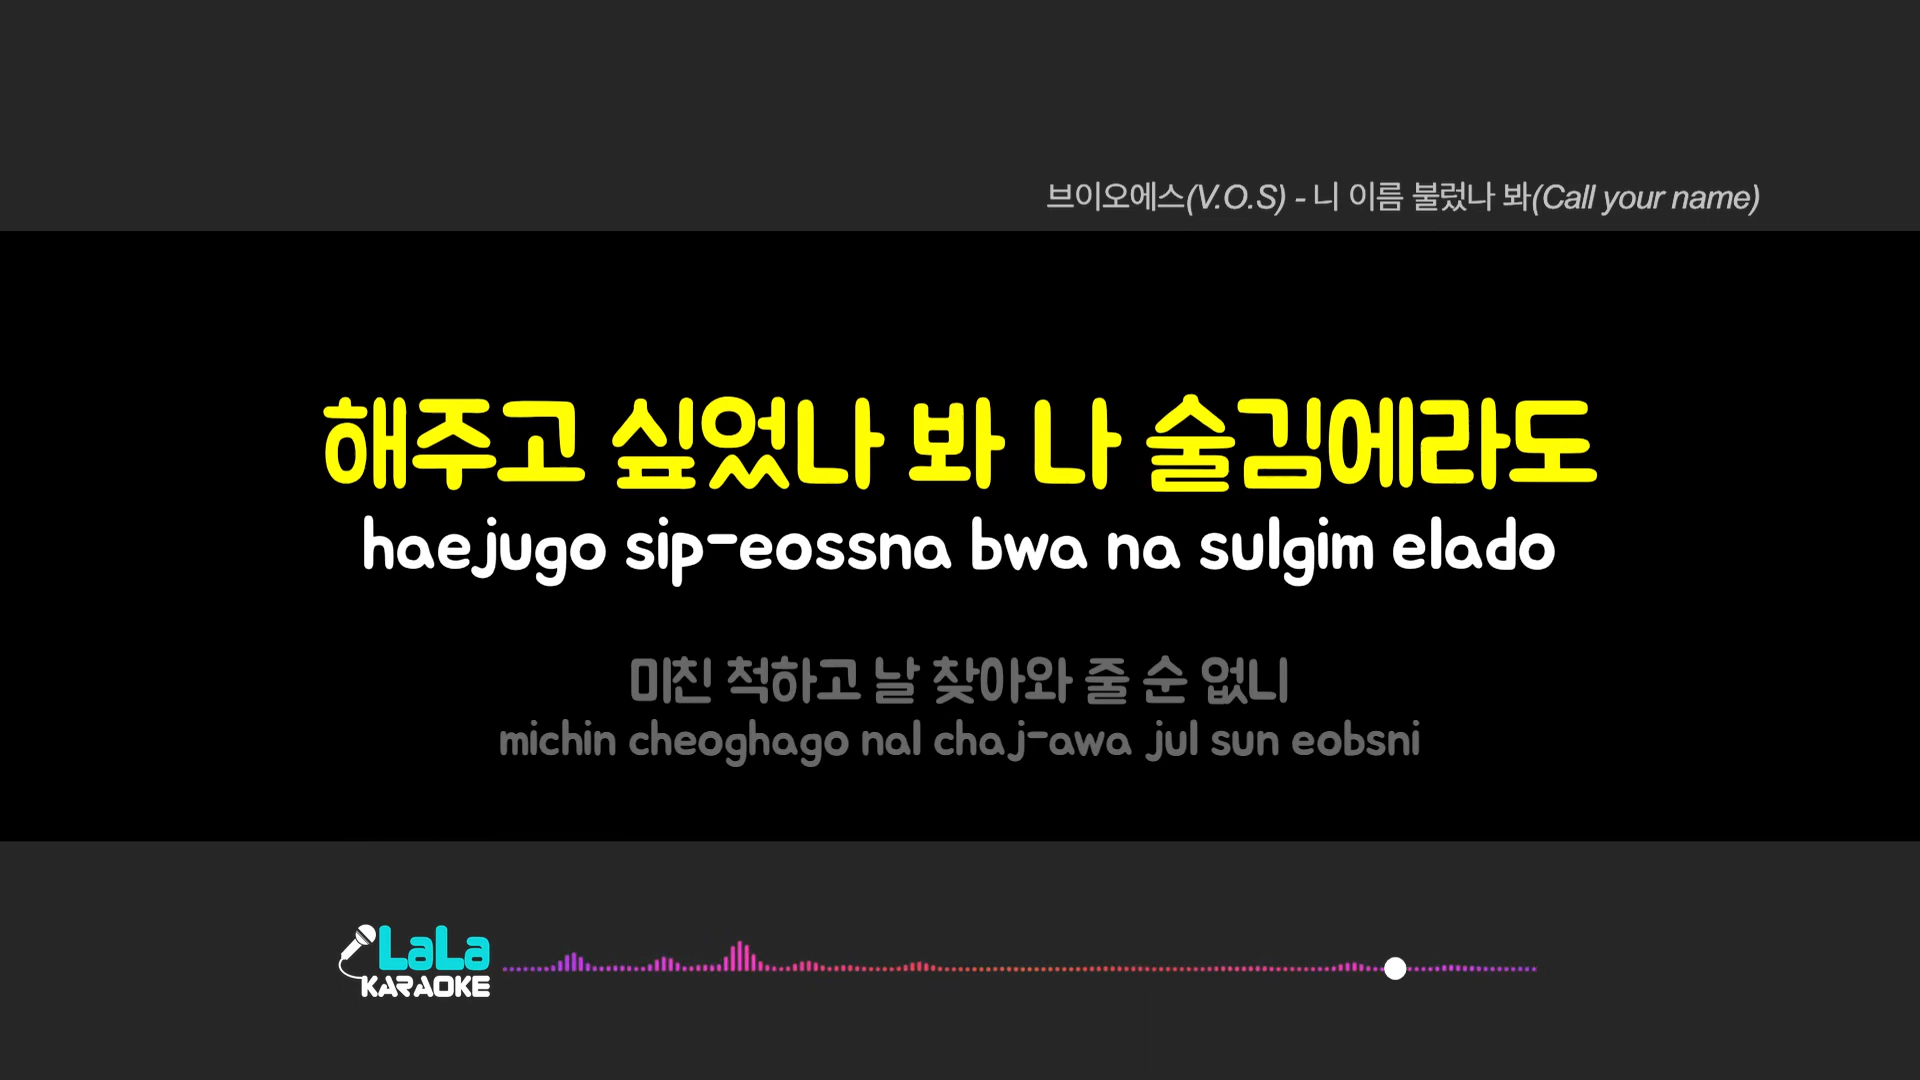 브이오에스(V.O.S) - 니 이름 불렀나 봐(Call your name)
해주고 싶었나 봐 나 술김에라도
haejugo sip-eossna bwa na sulgim elado
미친 척하고 날 찾아와 줄 순 없니
michin cheoghago nal chaj-awa jul sun eobsni
LaLa
KARAOKE